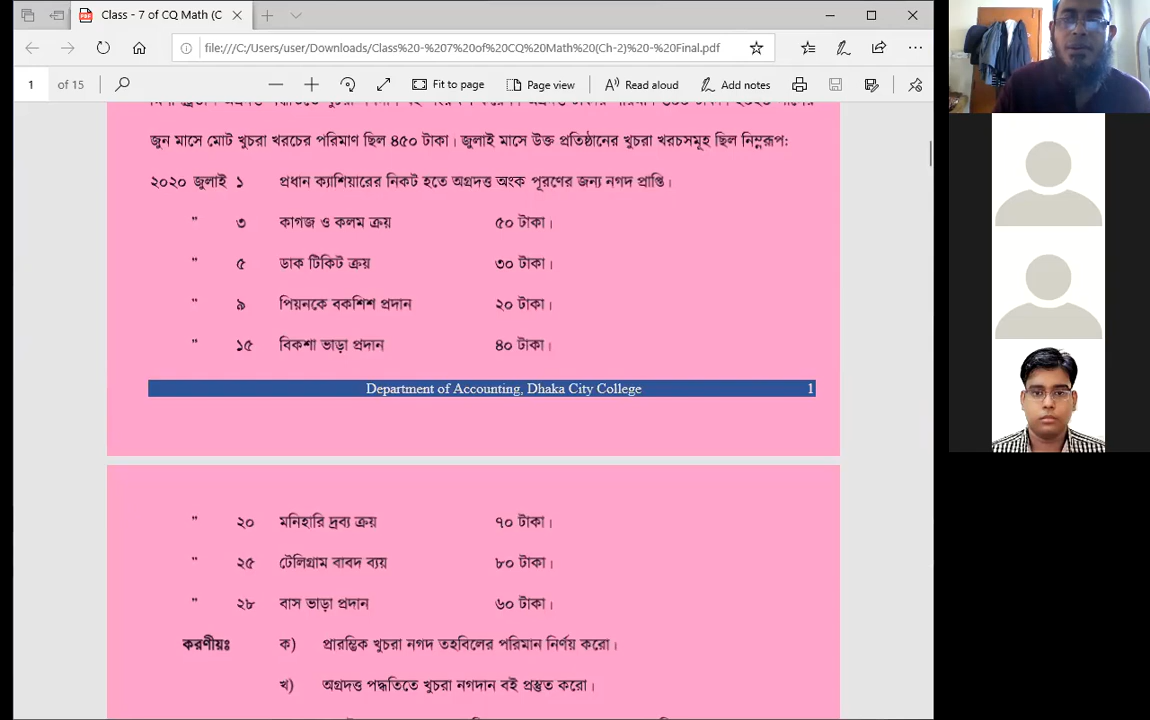 Class - 7 of CQ Math (C
file:///C:/Users/user/Downloads/Class%20-%207%20of%20CQ%20Math(Ch-2)%20-%20Final.pdf
1 of 15 Fit to page Page view Read aloud Add notes
জুন মাসে মোট খুচরা খরচের পরিমাণ ছিল ৪৫০ টাকা। জুলাই মাসে উক্ত প্রতিষ্ঠানের খুচরা খরচসমূহ ছিল নিম্নরূপ:
২০২০ জুলাই ১ প্রধান ক্যাশিয়ারের নিকট হতে অগ্রদত্ত অংক পূরণের জন্য নগদ প্রাপ্তি।
" ৩ কাগজ ও কলম ক্রয় ৫০ টাকা।
" ৫ ডাক টিকিট ক্রয় ৩০ টাকা।
" ৯ পিয়নকে বকশিশ প্রদান ২০ টাকা।
" ১৫ বিকশা ভাড়া প্রদান ৪০ টাকা।
Department of Accounting, Dhaka City College 1
" ২০ মনিহারি দ্রব্য ক্রয় ৭০ টাকা।
" ২৫ টেলিগ্রাম বাবদ ব্যয় ৮০ টাকা।
" ২৮ বাস ভাড়া প্রদান ৬০ টাকা।
করণীয়ঃ ক) প্রারম্ভিক খুচরা নগদ তহবিলের পরিমান নির্ণয় করো।
খ) অগ্রদত্ত পদ্ধতিতে খুচরা নগদান বই প্রস্তুত করো।